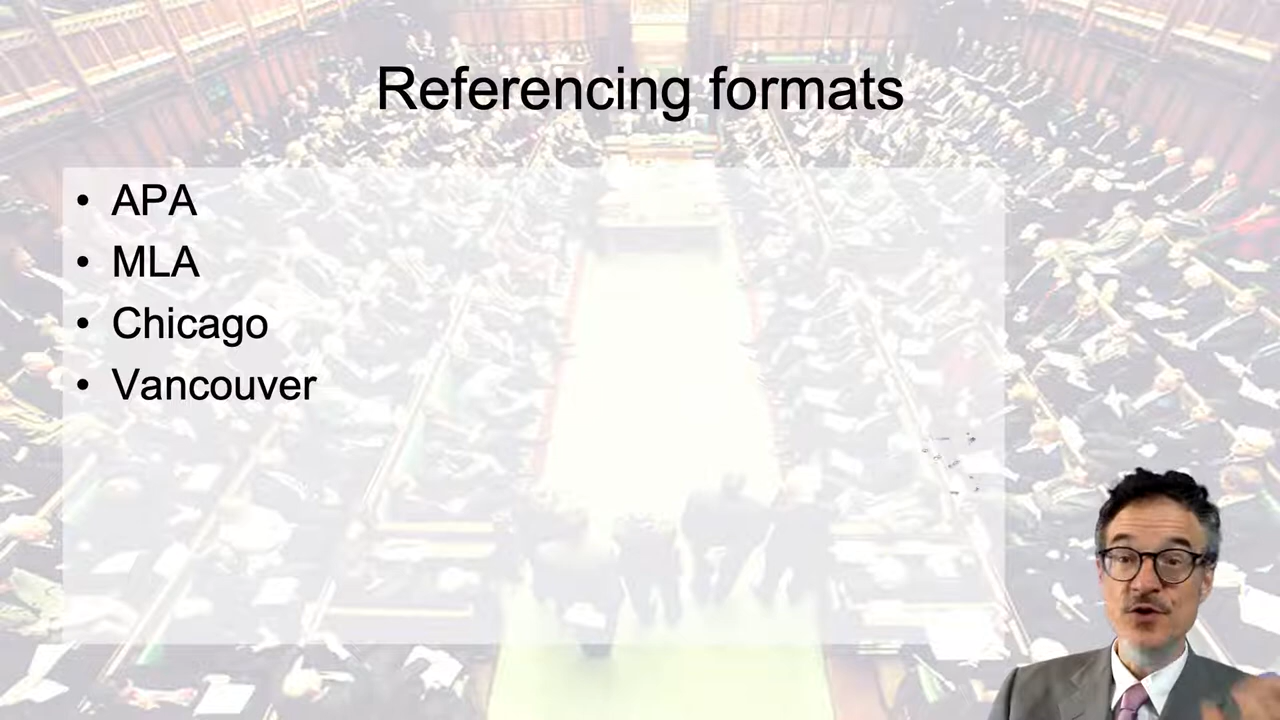 Referencing formats
• APA
• MLA
• Chicago
• Vancouver